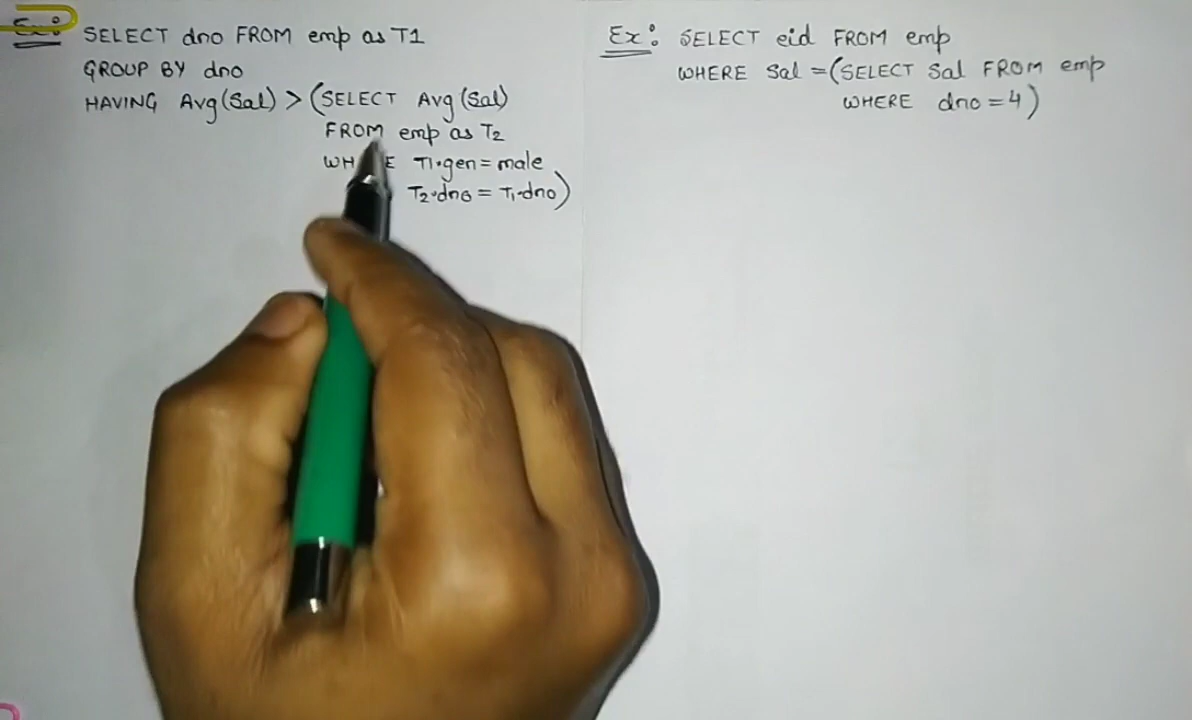 Ex:
SELECT dno FROM emp as T1
GROUP BY dno
HAVING Avg(Sal) > (SELECT Avg(Sal)
FROM emp as T2
WH E T1.gen = male
T2.dno = T1.dno)
Ex:
SELECT eid FROM emp
WHERE Sal = (SELECT Sal FROM emp
WHERE dno = 4)